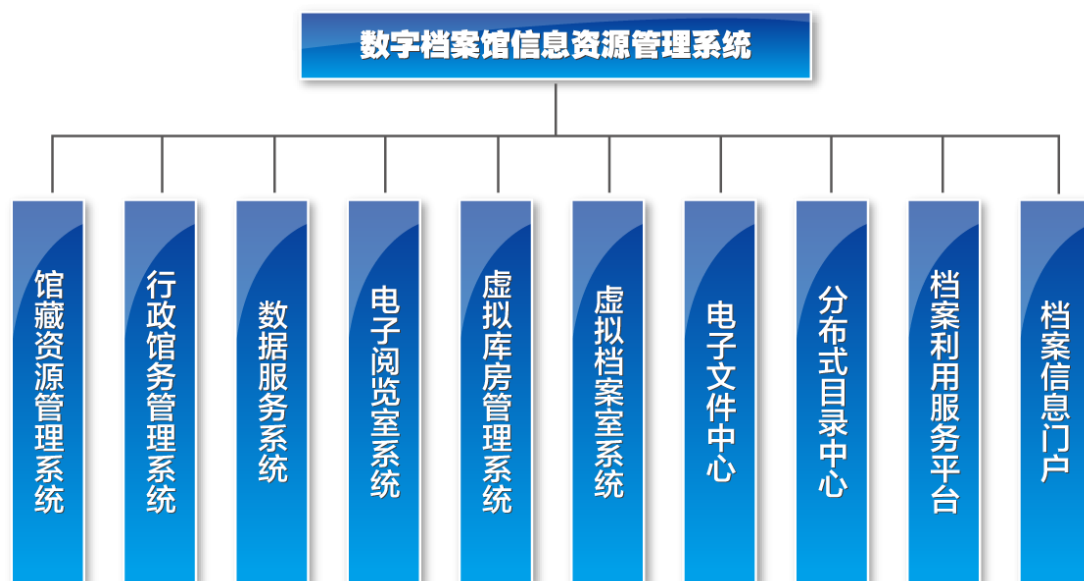 数字档案馆信息资源管理系统
馆藏资源管理系统
行政馆务管理系统
数据服务系统
电子阅览室系统
虚拟库房管理系统
虚拟档案室系统
电子文件中心
分布式目录中心
档案利用服务平台
档案信息门户